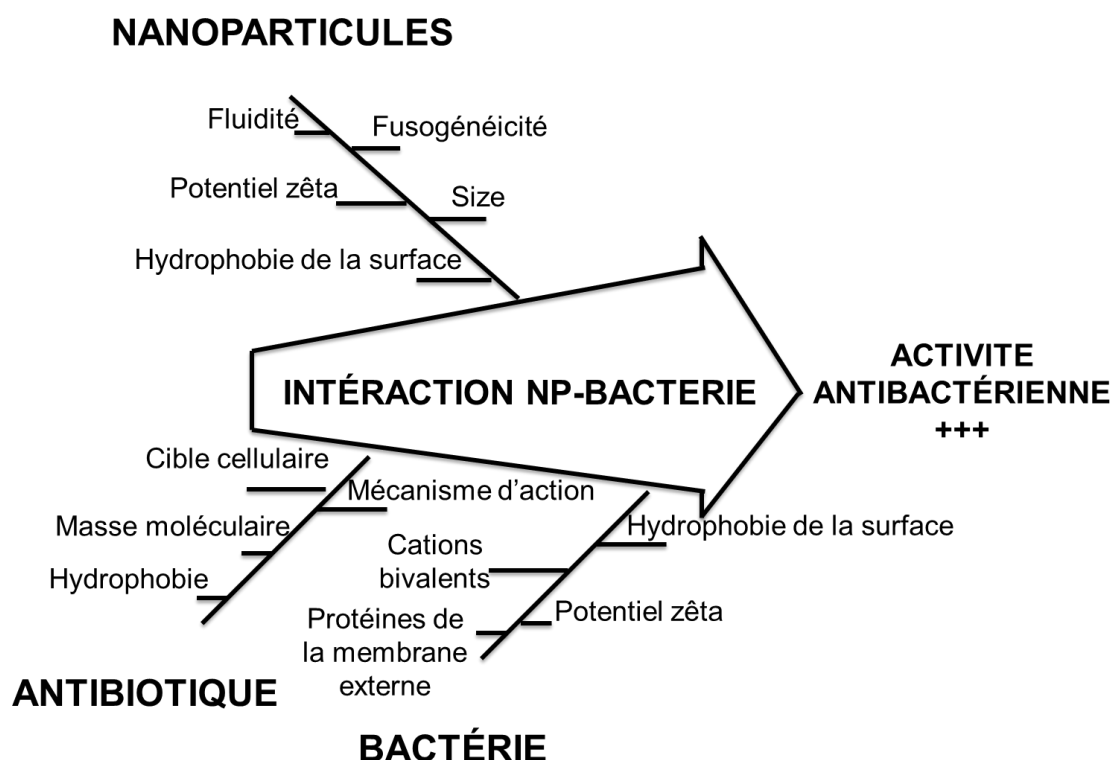 NANOPARTICULES
Fluidité
Fusogénéicité
Potentiel zêta
Size
Hydrophobie de la surface
INTÉRACTION NP-BACTERIE
ACTIVITE
ANTIBACTÉRIENNE
+++
Cible cellulaire
Mécanisme d'action
Masse moléculaire
Hydrophobie
ANTIBIOTIQUE
Hydrophobie de la surface
Cations
bivalents
Potentiel zêta
Protéines de
la membrane
externe
BACTÉRIE